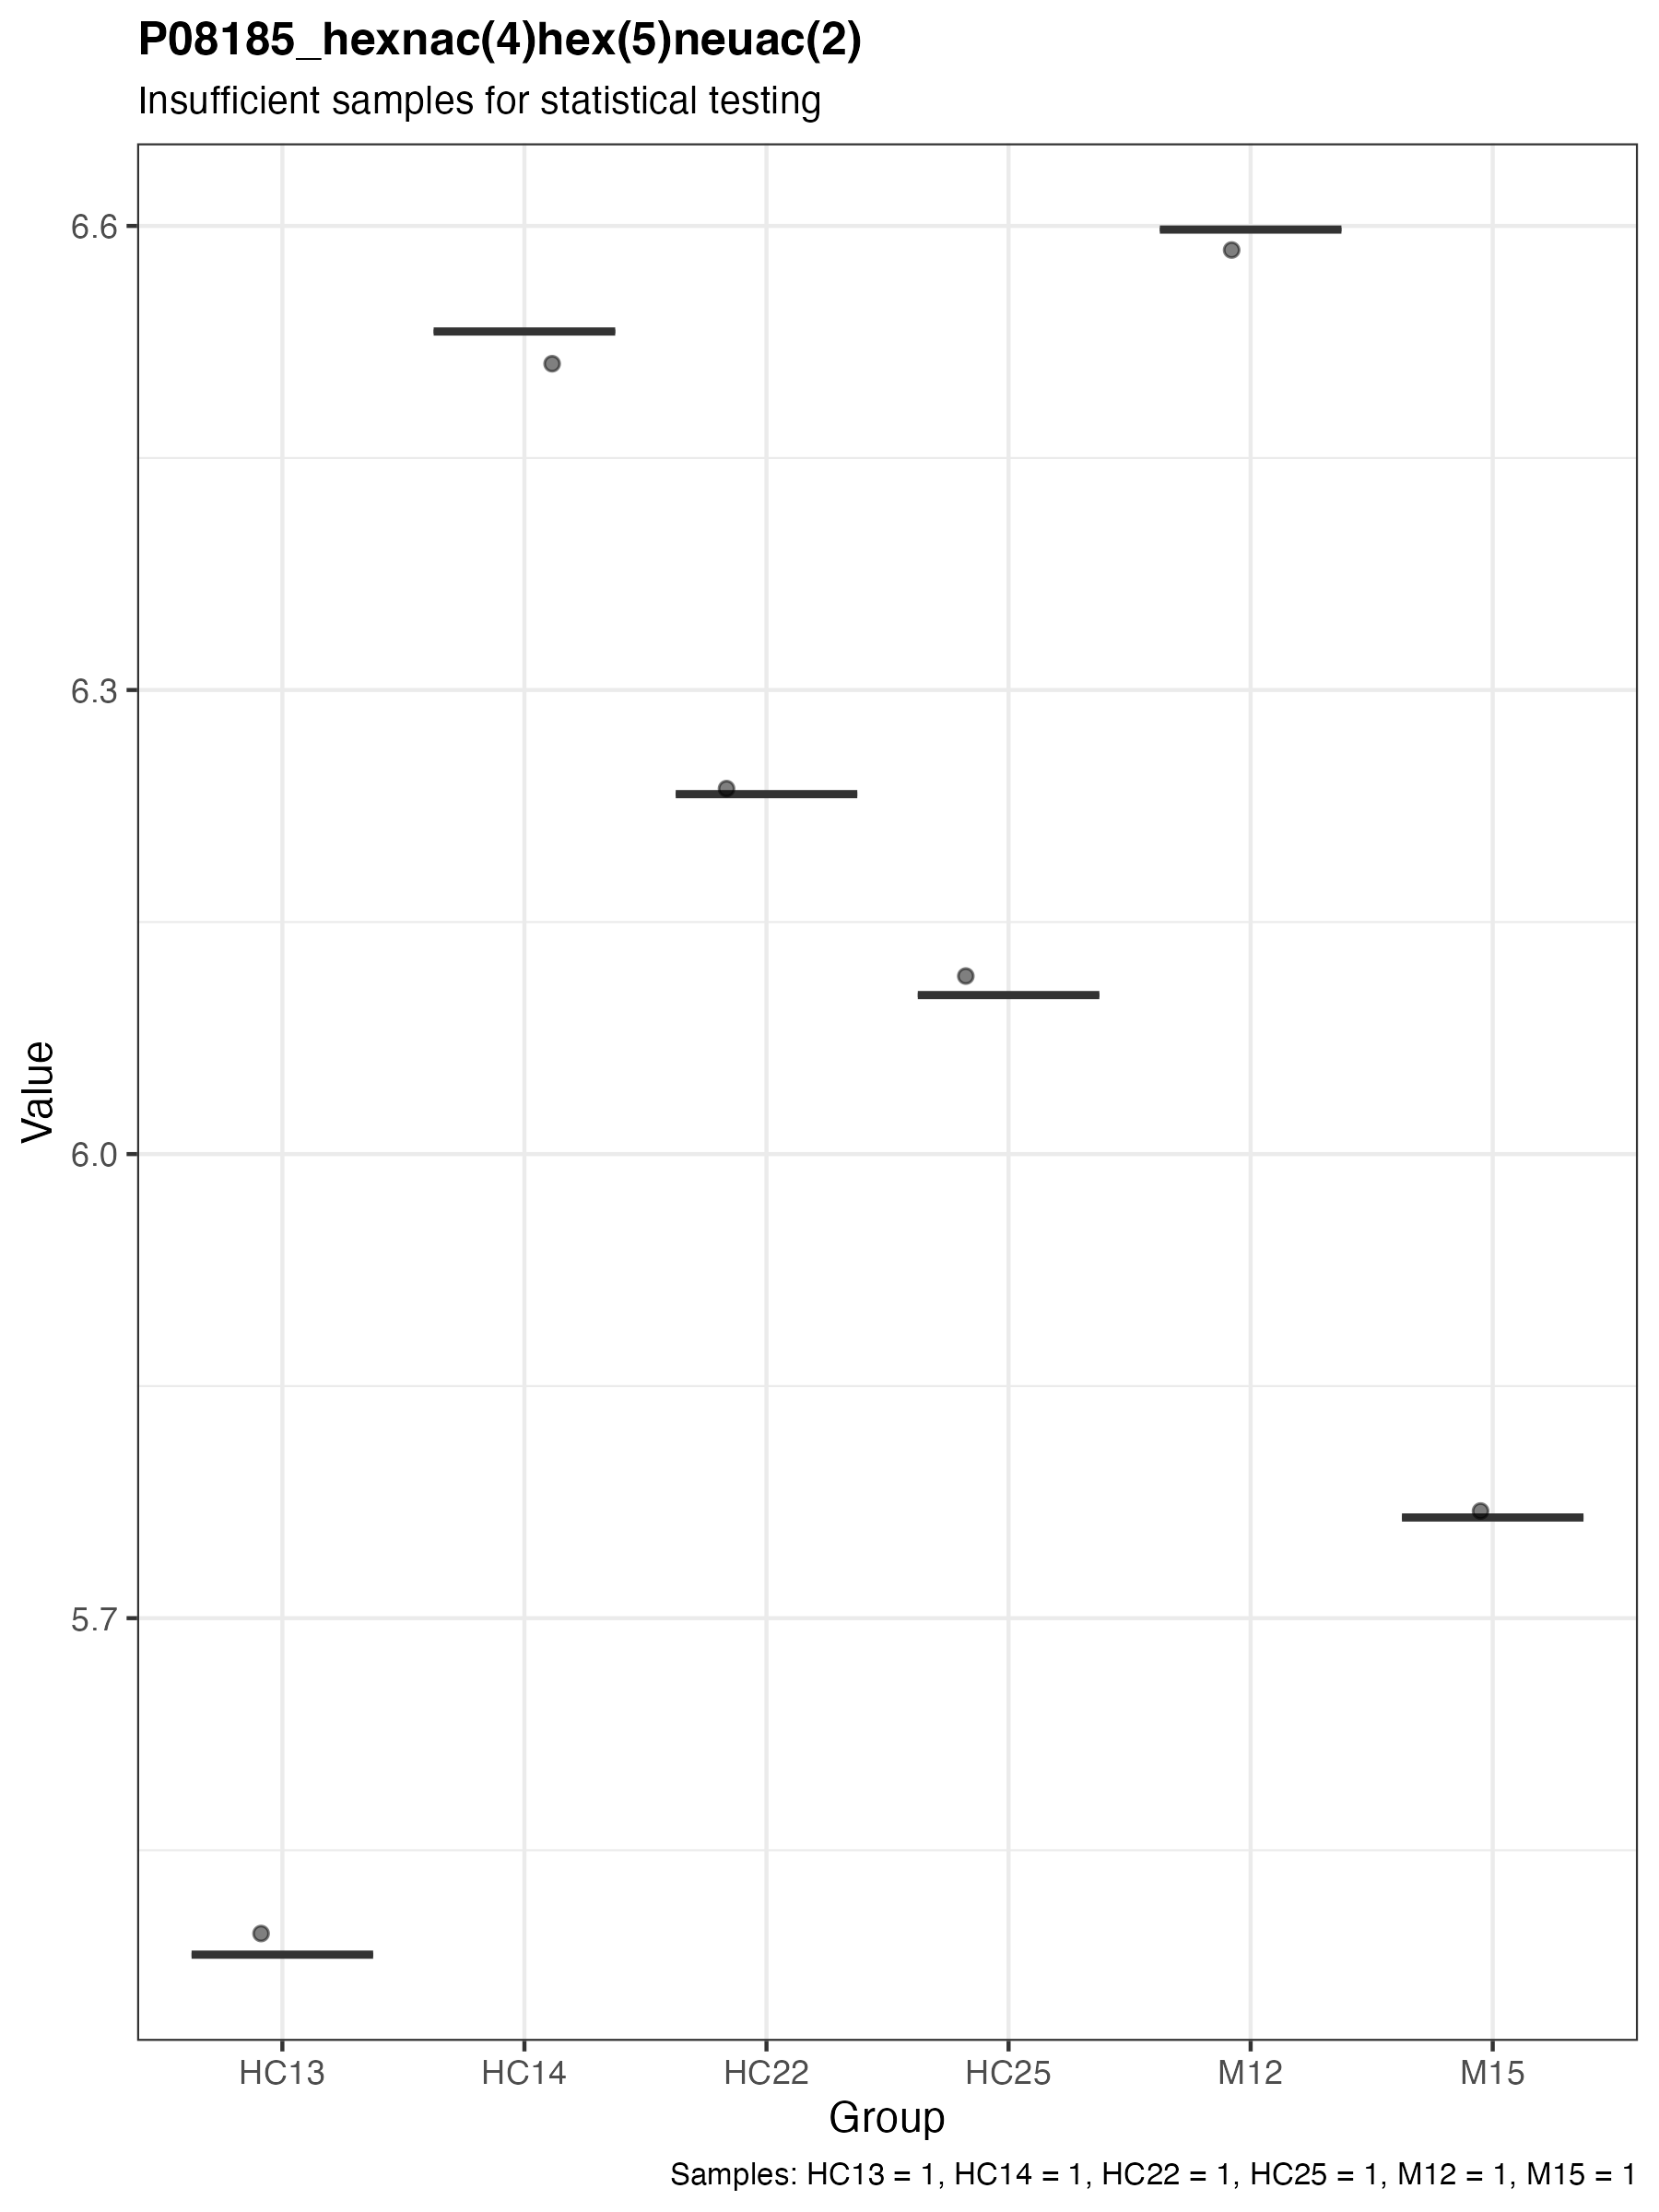 P08185_hexnac(4)hex(5)neuac(2)
Insufficient samples for statistical testing
6.6
6.3
6.0
5.7
Value
HC13 HC14 HC22 HC25 M12 M15
Group
Samples: HC13 = 1, HC14 = 1, HC22 = 1, HC25 = 1, M12 = 1, M15 = 1